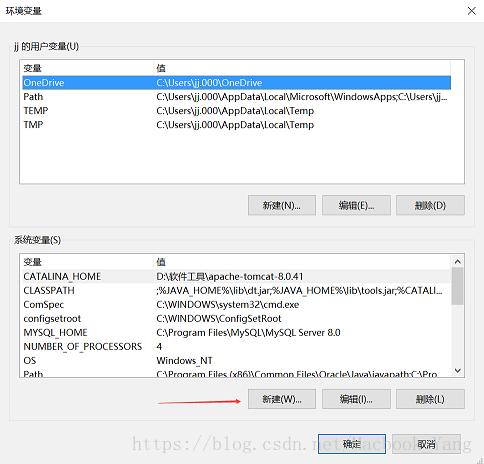 环境变量
jj 的用户变量(U)
变量 值
OneDrive C:\Users\jj.000\OneDrive
Path C:\Users\jj.000\AppData\Local\Microsoft\WindowsApps;C:\Users\jj...
TEMP C:\Users\jj.000\AppData\Local\Temp
TMP C:\Users\jj.000\AppData\Local\Temp
新建(N)... 编辑(E)... 删除(D)
系统变量(S)
变量 值
CATALINA_HOME D:\软件工具\apache-tomcat-8.0.41
CLASSPATH ;%JAVA_HOME%\lib\dt.jar;%JAVA_HOME%\lib\tools.jar;%CATALI...
ComSpec C:\WINDOWS\system32\cmd.exe
configsetroot C:\WINDOWS\ConfigSetRoot
MYSQL_HOME C:\Program Files\MySQL\MySQL Server 8.0
NUMBER_OF_PROCESSORS 4
OS Windows_NT
Path C:\Program Files (x86)\Common Files\Oracle\Java\javapath;C:\Pro...
新建(W)... 编辑(I)... 删除(L)
确定 取消
https://blog.csdn.net/Macbook_Yang